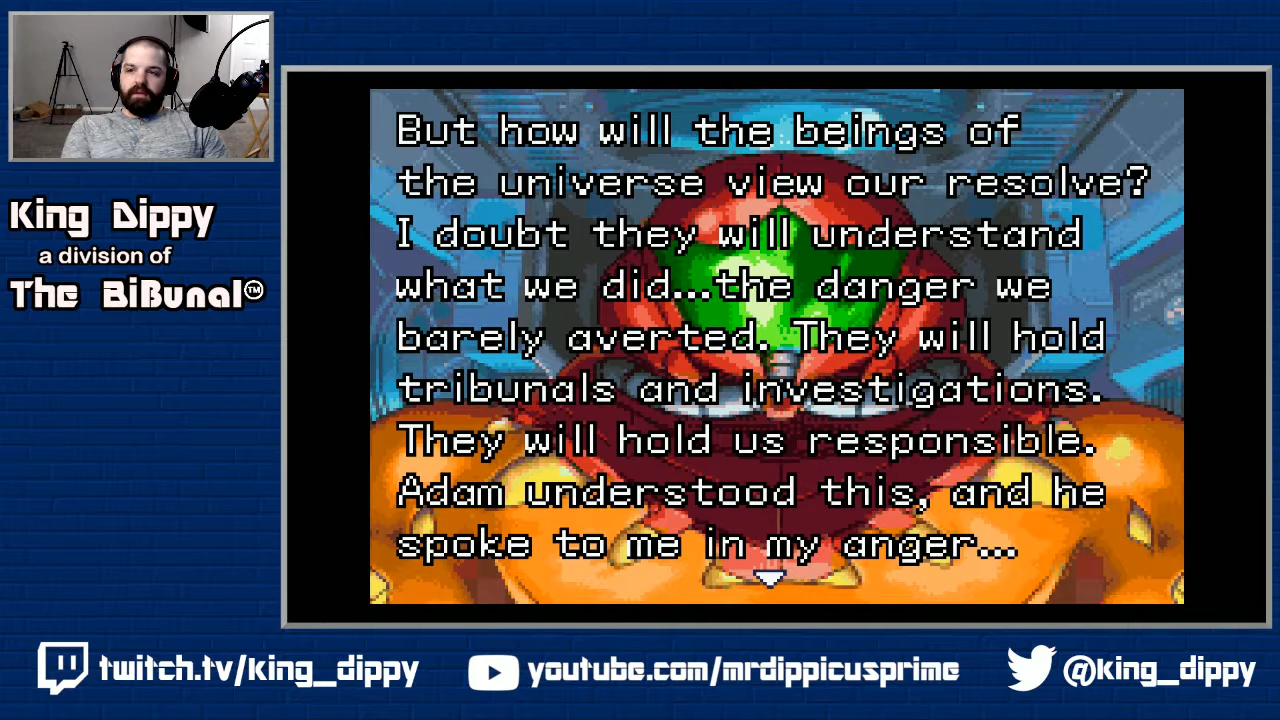 King Dippy
a division of
The BiBunal™
But how will the beings of
the universe view our resolve?
I doubt they will understand
what we did...the danger we
barely averted. They will hold
tribunals and investigations.
They will hold us responsible.
Adam understood this, and he
spoke to me in my anger...
twitch.tv/king_dippy
youtube.com/mrdippicusprime
@king_dippy